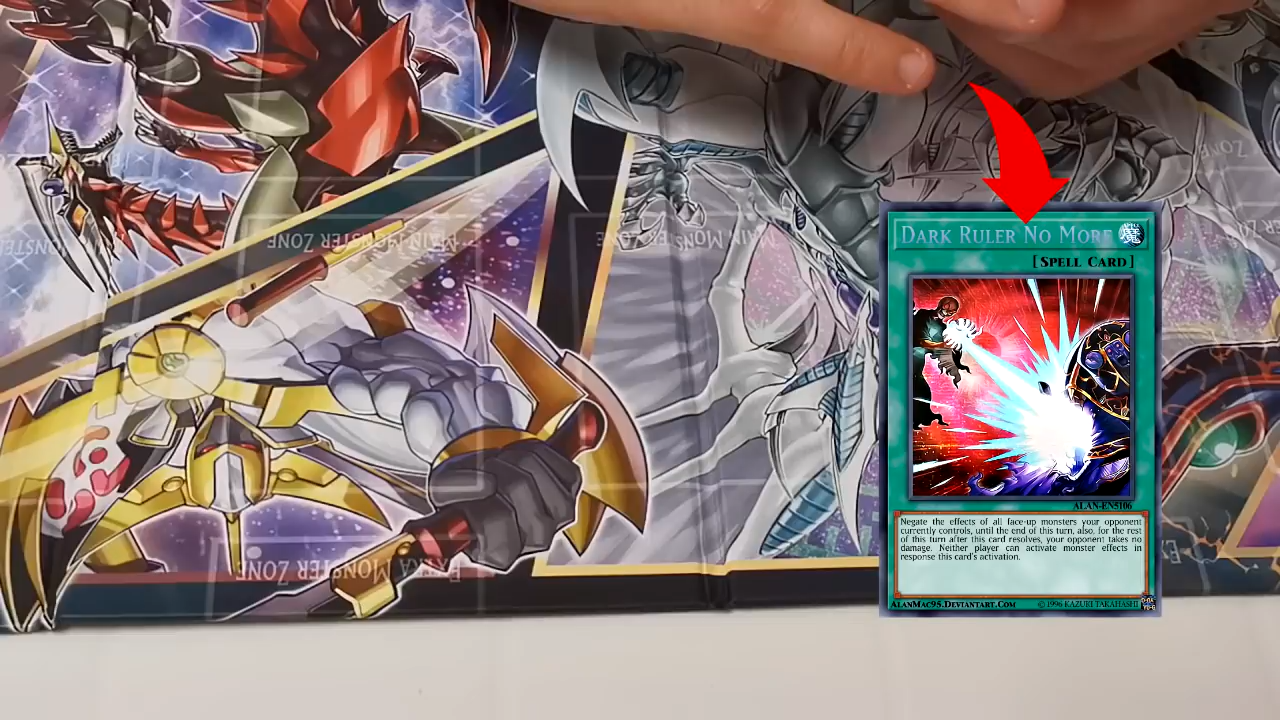 MAIN MONSTER ZONE
MAIN MONSTER ZONE
EXTRA MONSTER ZONE
DARK RULER NO MORE
[SPELL CARD]
ALAN-EN5106
Negate the effects of all face-up monsters your opponent
currently controls, until the end of this turn, also, for the rest
of this turn after this card resolves, your opponent takes no
damage. Neither player can activate monster effects in
response this card's activation.
ALANMAC95.DEVIANTART.COM
©1996 KAZUKI TAKAHASHI